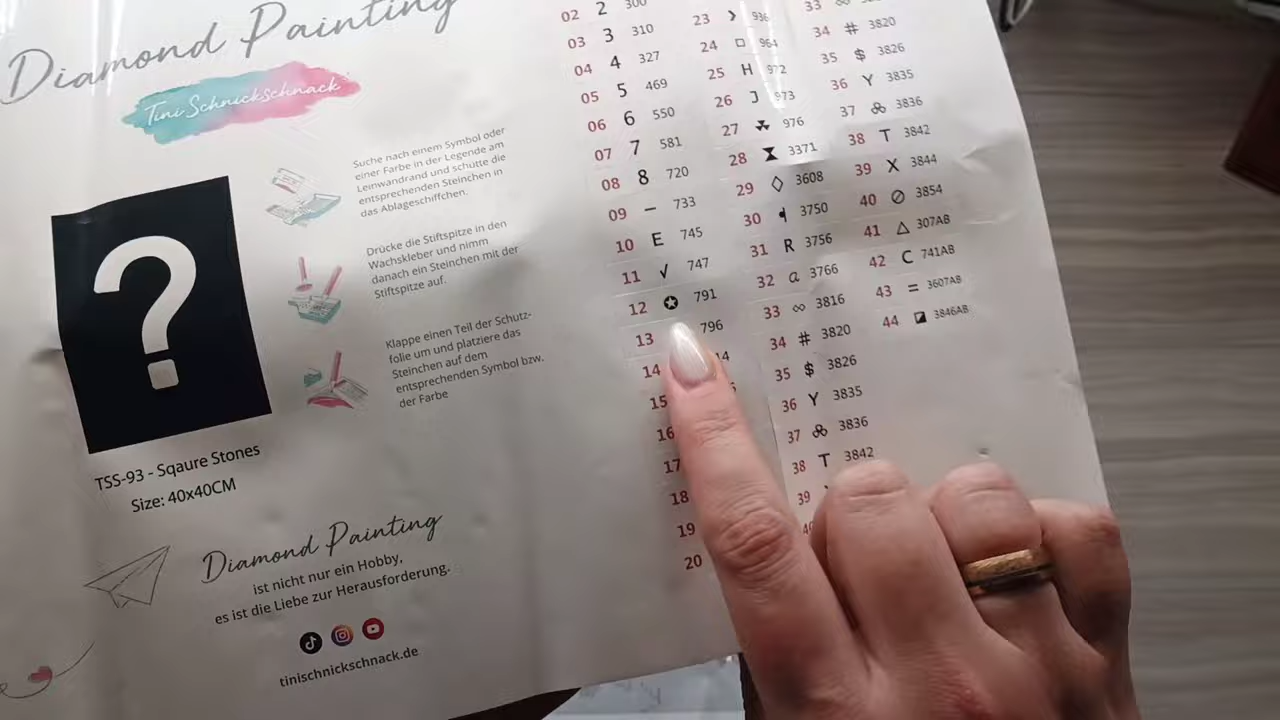 Diamond Painting
Tini Schnickschnack
Suche nach einem Symbol oder
einer Farbe in der Legende am
Leinwandrand und schütte die
entsprechenden Steinchen in
das Ablageschiffchen.
Drücke die Stiftspitze in den
Wachskleber und nimm
danach ein Steinchen mit der
Stiftspitze auf.
Klappe einen Teil der Schutz-
folie um und platziere das
Steinchen auf dem
entsprechenden Symbol bzw.
der Farbe
?
TSS-93 - Sqaure Stones
Size: 40x40CM
Diamond Painting
ist nicht nur ein Hobby,
es ist die Liebe zur Herausforderung.
tinischnickschnack.de
02 2 300
03 3 310
04 4 327
05 5 469
06 6 550
07 7 581
08 8 720
09 – 733
10 E 745
11 √ 747
12 ✪ 791
13 796
14
15
16
17
18
19
20
23 936
24 □ 964
25 H 972
26 J 973
27 976
28 ⧗ 3371
29 ◊ 3608
30 3750
31 R 3756
32 a 3766
33 ∞ 3816
34 # 3820
35 $ 3826
36 Y 3835
37 3836
38 T 3842
39
33
34 # 3820
35 $ 3826
36 Y 3835
37 3836
38 T 3842
39 X 3844
40 ⊘ 3854
41 △ 307AB
42 C 741AB
43 = 3607AB
44 ◪ 3846AB